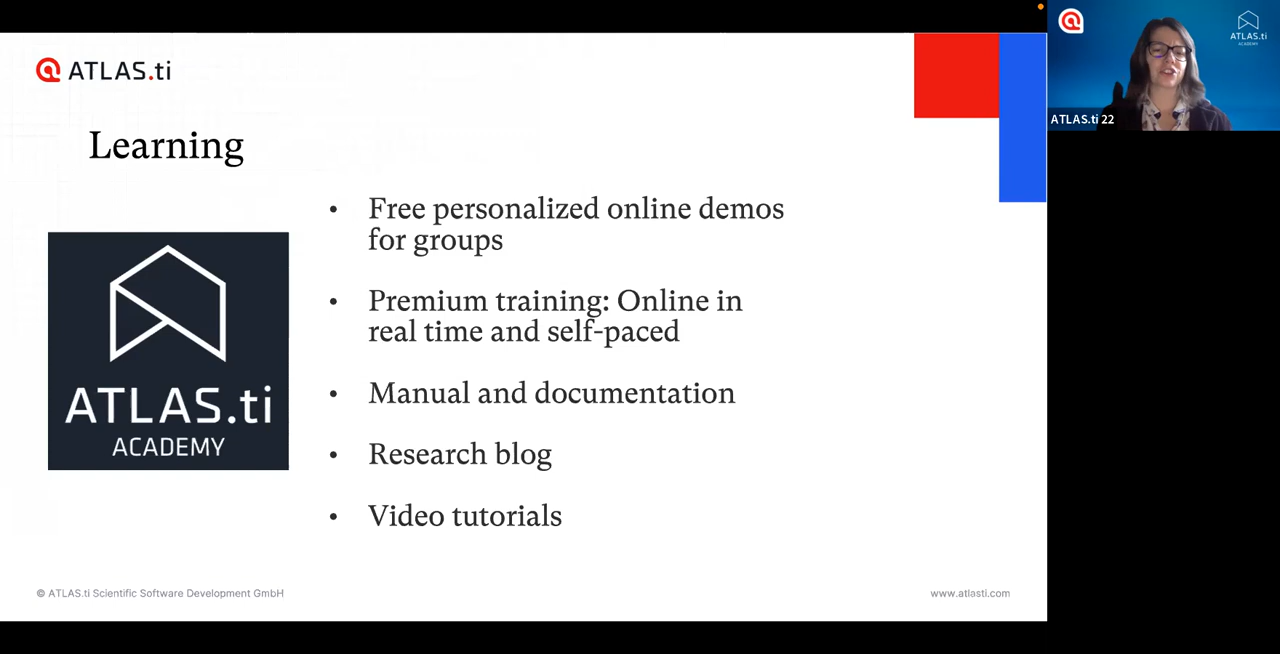 ATLAS.ti
Learning
ATLAS.ti
ACADEMY
• Free personalized online demos
for groups
• Premium training: Online in
real time and self-paced
• Manual and documentation
• Research blog
• Video tutorials
© ATLAS.ti Scientific Software Development GmbH
www.atlasti.com
ATLAS.ti
ACADEMY
ATLAS.ti 22